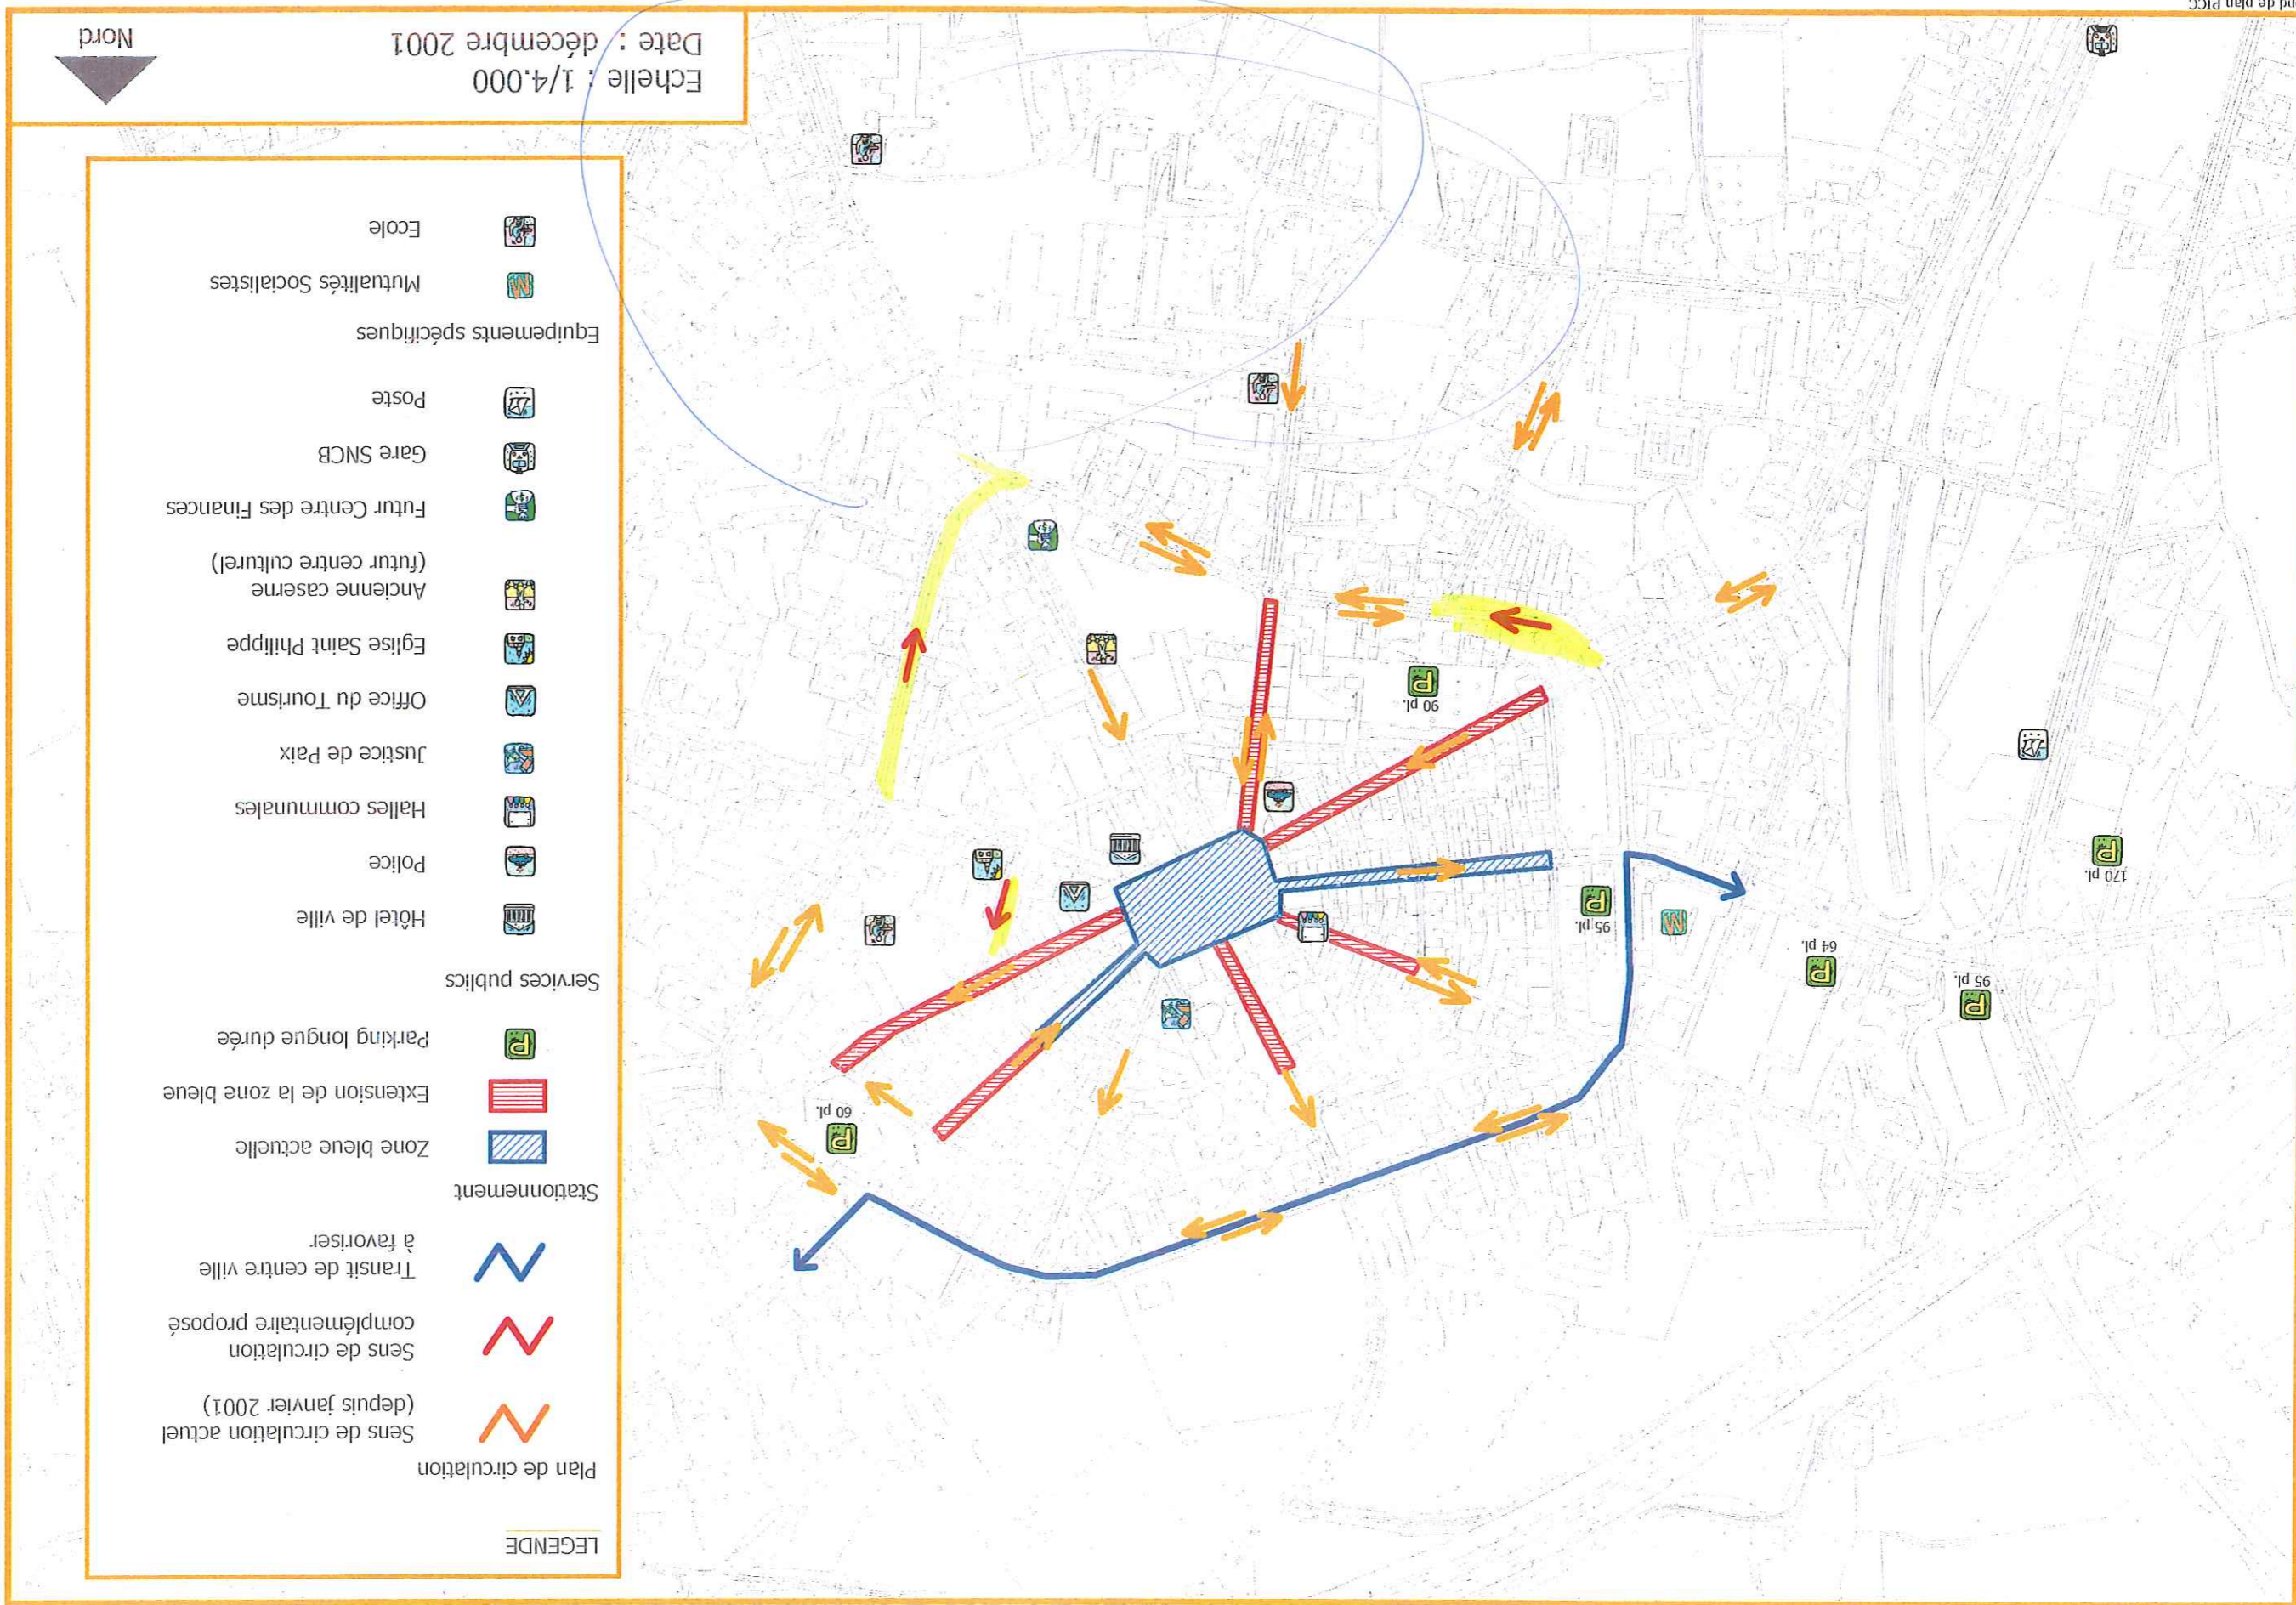 LEGENDE
Plan de circulation
Sens de circulation actuel
(depuis janvier 2001)
Sens de circulation
complémentaire proposé
Transit de centre ville
à favoriser
Stationnement
Zone bleue actuelle
Extension de la zone bleue
P
Parking longue durée
Services publics
Hôtel de ville
Police
Halles communales
Justice de Paix
Office du Tourisme
Eglise Saint Philippe
Ancienne caserne
(futur centre culturel)
Futur Centre des Finances
Gare SNCB
Poste
Equipements spécifiques
M
Mutualités Socialistes
Ecole
Echelle : 1/4.000
Date : décembre 2001
Nord
P
60 pl.
P
95 pl.
P
64 pl.
P
95 pl.
M
P
170 pl.
P
90 pl.
de plan PICC